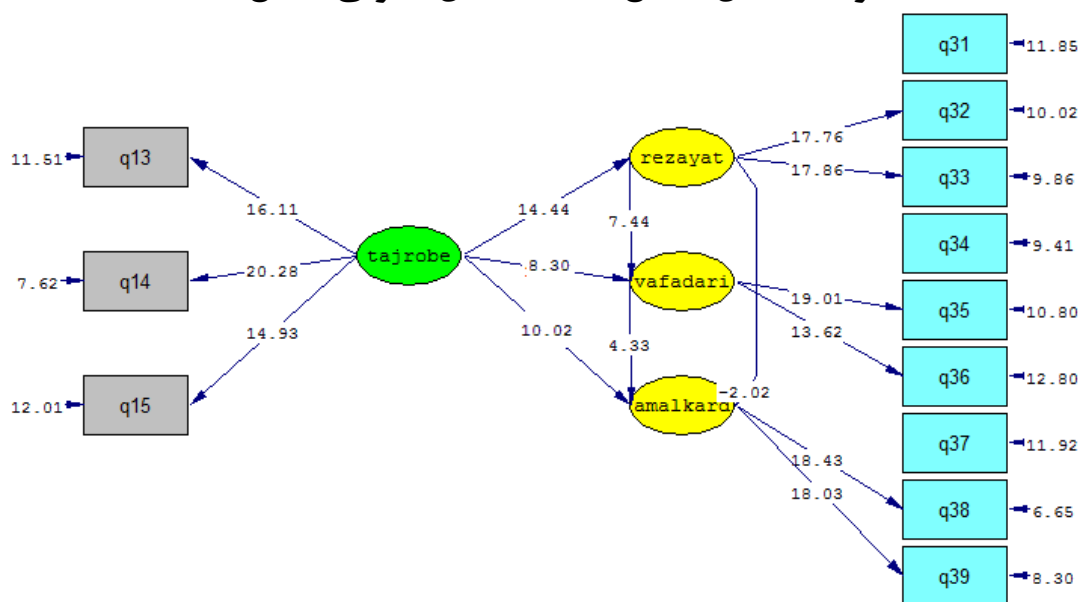 q31
11.85
q32
10.02
17.76
q13
11.51
rezayat
17.86
q33
9.86
16.11
14.44
7.44
q34
9.41
tajrobe
8.30
q14
7.62
20.28
vafadari
19.01
q35
10.80
14.93
10.02
4.33
13.62
q36
12.80
-2.02
q15
12.01
amalkard
q37
11.92
18.43
18.03
q38
6.65
q39
8.30